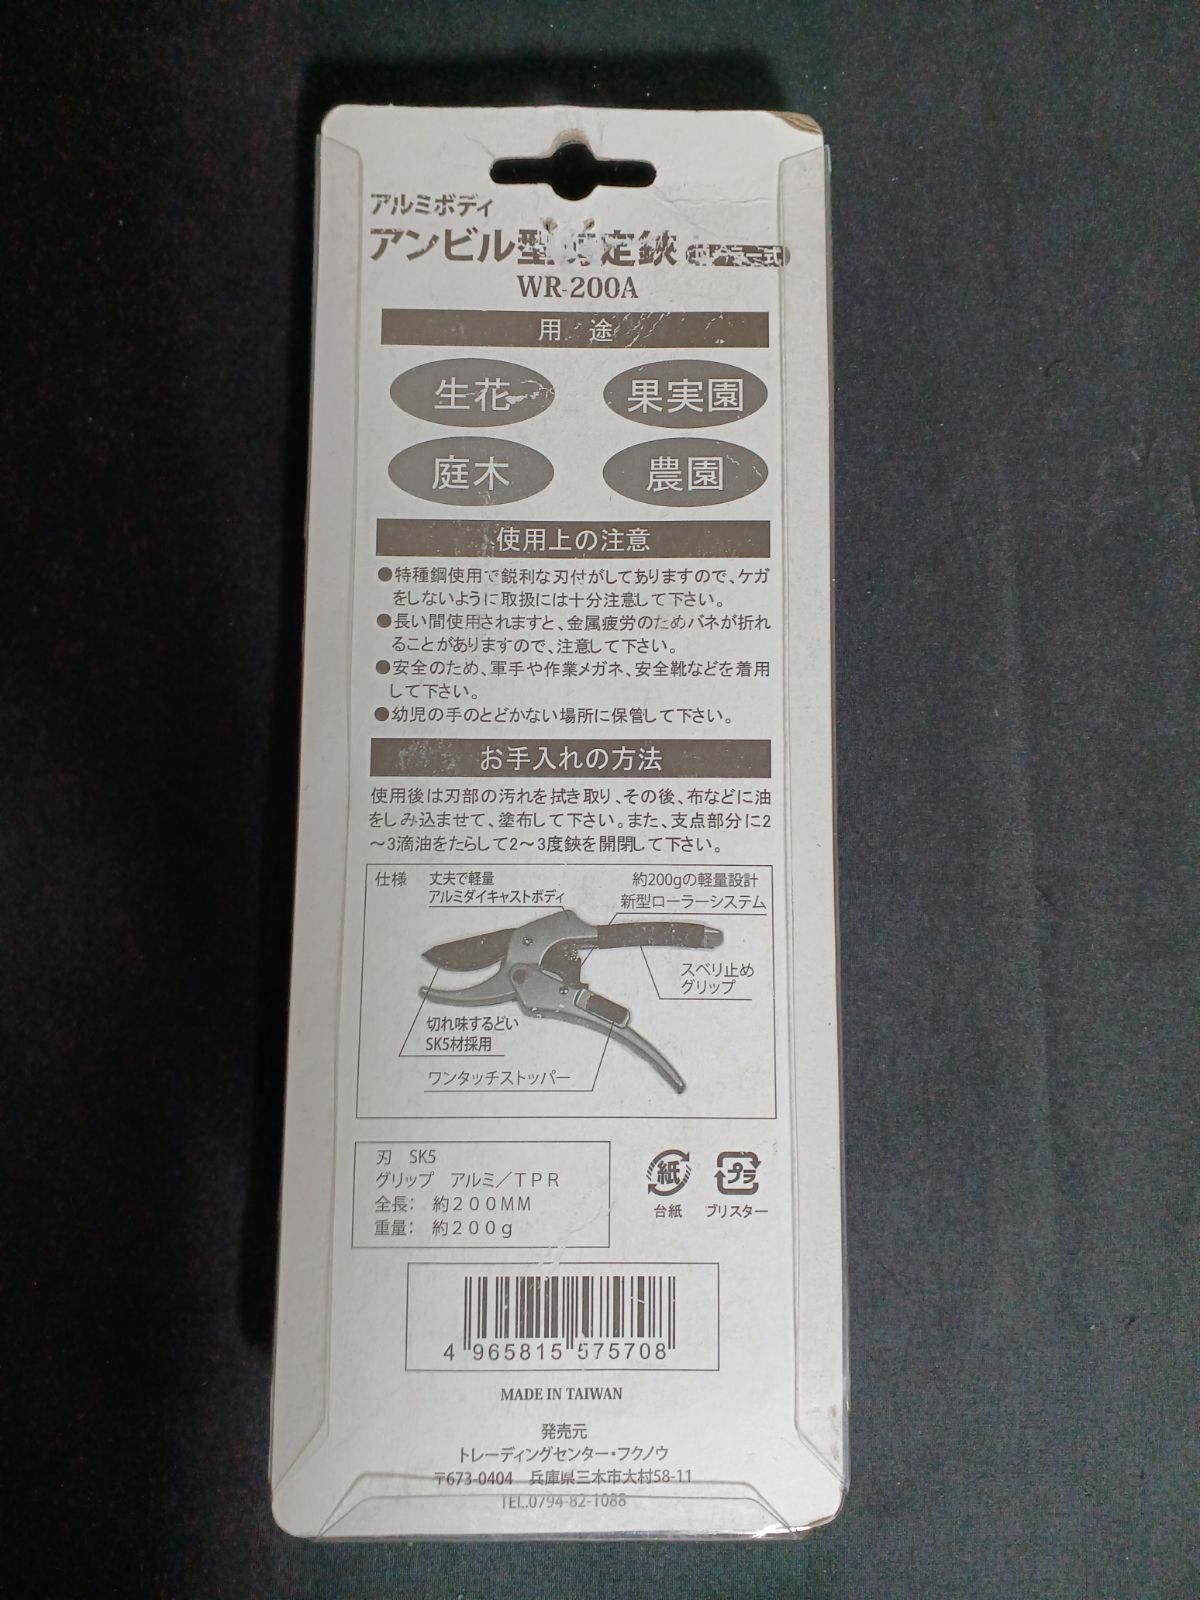 アルミボディ
アンビル型剪定鋏
WR-200A
用 途
生花 果実園
庭木 農園
使用上の注意
●特種鋼使用で鋭利な刃付がしてありますので、ケガ
をしないように取扱には十分注意して下さい。
●長い間使用されますと、金属疲労のためバネが折れ
ることがありますので、注意して下さい。
●安全のため、軍手や作業メガネ、安全靴などを着用
して下さい。
●幼児の手のとどかない場所に保管して下さい。
お手入れの方法
使用後は刃部の汚れを拭き取り、その後、布などに油
をしみ込ませて、塗布して下さい。また、支点部分に2
～3滴油をたらして2～3度鋏を開閉して下さい。
仕様
丈夫で軽量
アルミダイキャストボディ
約200gの軽量設計
新型ローラーシステム
スベリ止め
グリップ
切れ味するどい
SK5材採用
ワンタッチストッパー
刃 SK5
グリップ アルミ／TPR
全長： 約200MM
重量： 約200g
紙 プラ
台紙 ブリスター
4 965815 575708
MADE IN TAIWAN
発売元
トレーディングセンター・フクノウ
〒673-0404 兵庫県三木市大村58-11
TEL.0794-82-1088